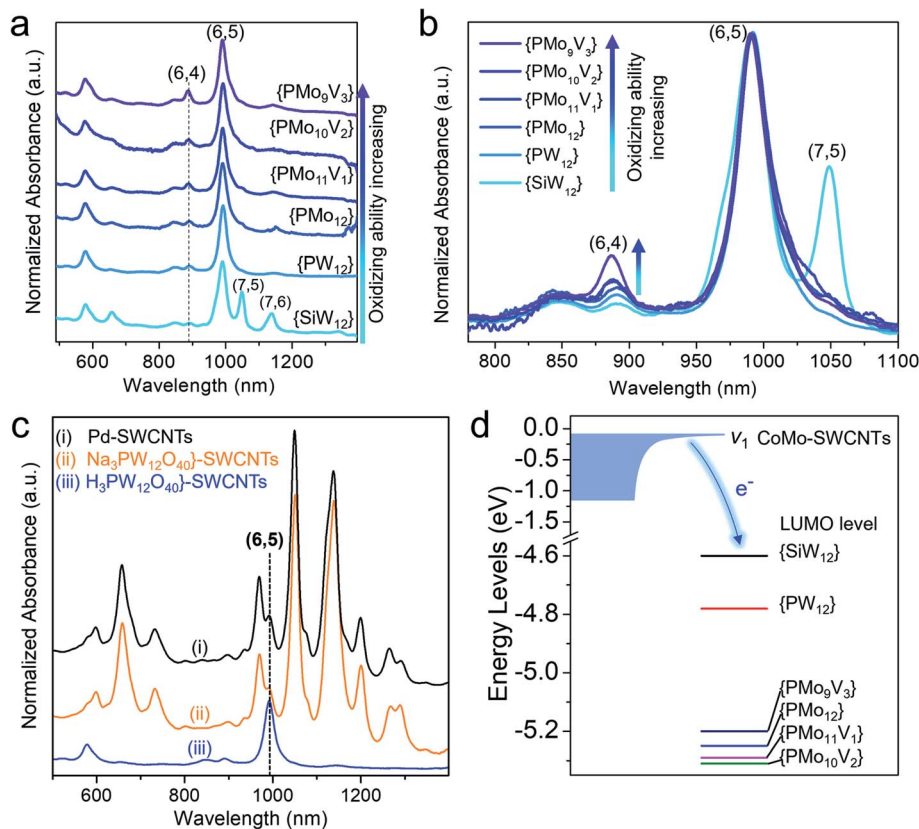 a
Normalized Absorbance (a.u.)
(6,5)
(6,4)
{PMo₉V₃}
{PMo₁₀V₂}
{PMo₁₁V₁}
{PMo₁₂}
{PW₁₂}
(7,5)
(7,6)
{SiW₁₂}
Oxidizing ability increasing
600 800 1000 1200
Wavelength (nm)
b
Normalized Absorbance (a.u.)
{PMo₉V₃}
{PMo₁₀V₂}
{PMo₁₁V₁}
{PMo₁₂}
{PW₁₂}
{SiW₁₂}
Oxidizing ability
increasing
(6,5)
(7,5)
(6,4)
800 850 900 950 1000 1050 1100
Wavelength (nm)
c
Normalized Absorbance (a.u.)
(i) Pd-SWCNTs
(ii) Na₃PW₁₂O₄₀}-SWCNTs
(iii) H₃PW₁₂O₄₀}-SWCNTs
(6,5)
(i)
(ii)
(iii)
600 800 1000 1200
Wavelength (nm)
d
Energy Levels (eV)
0.0
-0.5
-1.0
-1.5
-4.6
-4.8
-5.0
-5.2
v₁ CoMo-SWCNTs
e⁻
LUMO level
{SiW₁₂}
{PW₁₂}
{PMo₉V₃}
{PMo₁₂}
{PMo₁₁V₁}
{PMo₁₀V₂}